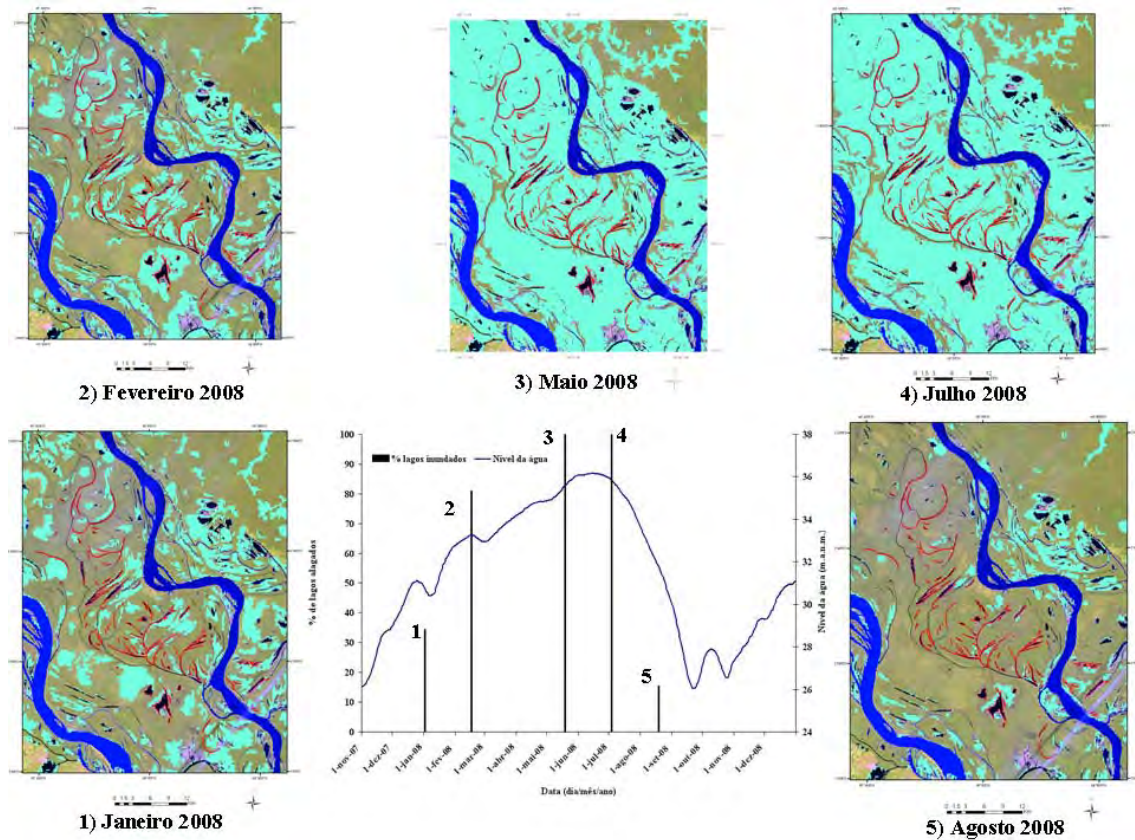 2) Fevereiro 2008
3) Maio 2008
4) Julho 2008
1) Janeiro 2008
5) Agosto 2008
% lagos inundados
Nível da água
% de lagos alagados
100
90
80
70
60
50
40
30
20
10
0
1
2
3
4
5
38
36
34
32
30
28
26
24
Nível da água (m.a.n.m.)
1-nov-07
1-dez-07
1-jan-08
1-fev-08
1-mar-08
1-abr-08
1-mai-08
1-jun-08
1-jul-08
1-ago-08
1-set-08
1-out-08
1-nov-08
1-dez-08
Data (dia/mês/ano)